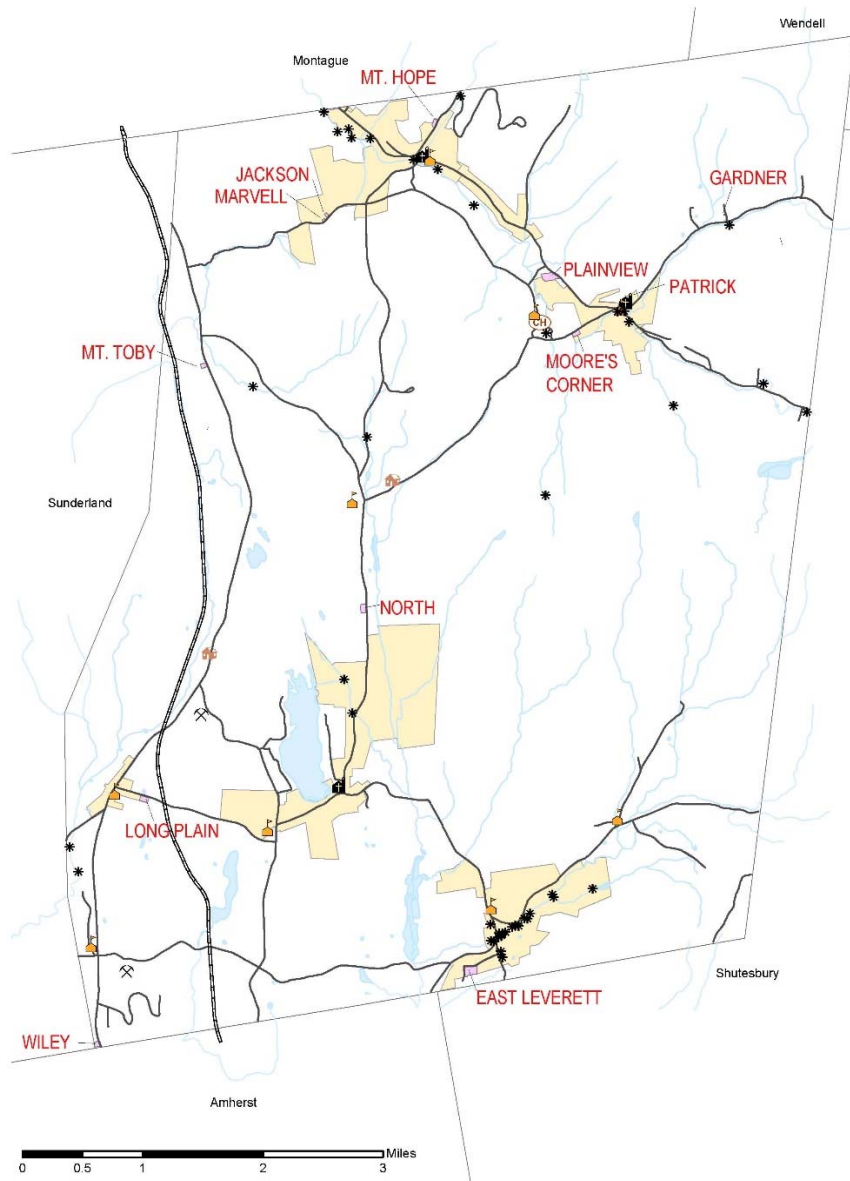 Wendell
Montague
MT. HOPE
JACKSON
MARVELL
GARDNER
PLAINVIEW
PATRICK
CH
MT. TOBY
MOORE'S
CORNER
Sunderland
NORTH
LONG PLAIN
EAST LEVERETT
Shutesbury
WILEY
Amherst
Miles
0 0.5 1 2 3